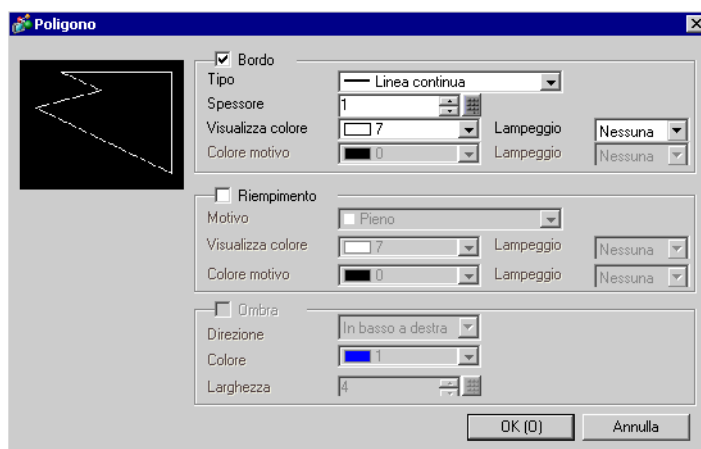 Poligono
Bordo
Tipo Linea continua
Spessore 1
Visualizza colore 7 Lampeggio Nessuna
Colore motivo 0 Lampeggio Nessuna
Riempimento
Motivo Pieno
Visualizza colore 7 Lampeggio Nessuna
Colore motivo 0 Lampeggio Nessuna
Ombra
Direzione In basso a destra
Colore 1
Larghezza 4
OK (O) Annulla